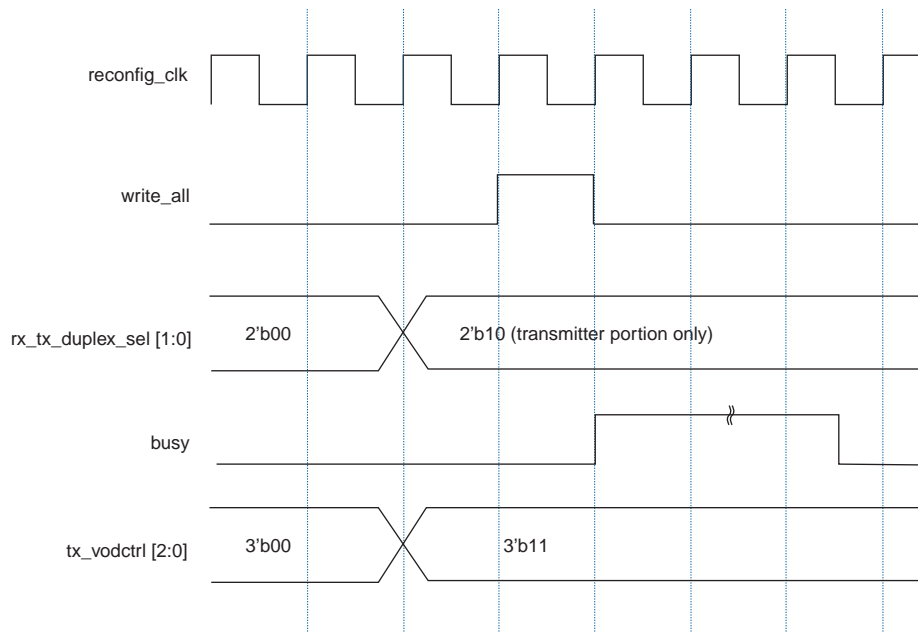 reconfig_clk
write_all
rx_tx_duplex_sel [1:0]
2’b00
2’b10 (transmitter portion only)
busy
tx_vodctrl [2:0]
3’b00
3’b11